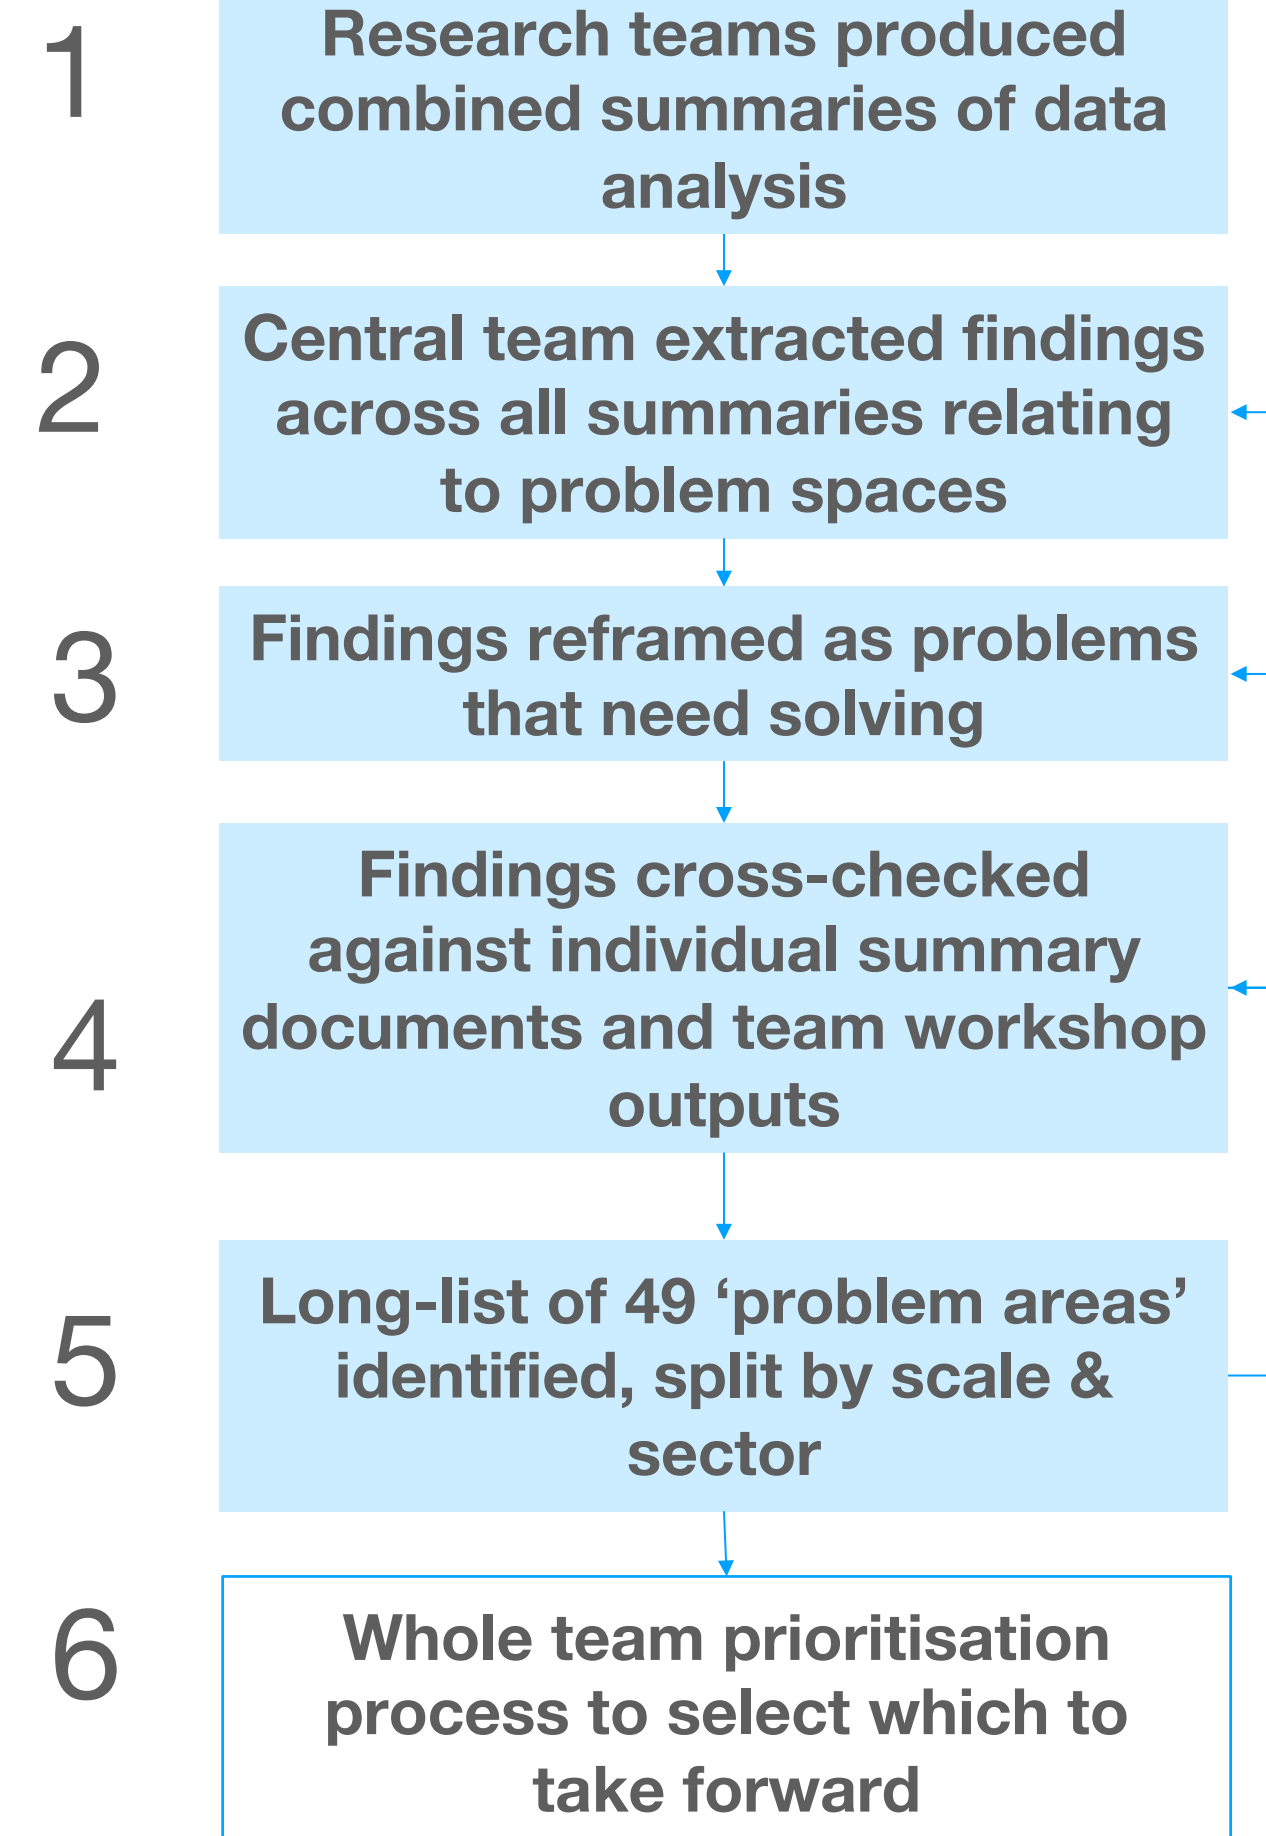 1
Research teams produced
combined summaries of data
analysis
2
Central team extracted findings
across all summaries relating
to problem spaces
3
Findings reframed as problems
that need solving
4
Findings cross-checked
against individual summary
documents and team workshop
outputs
5
Long-list of 49 ‘problem areas’
identified, split by scale &
sector
6
Whole team prioritisation
process to select which to
take forward